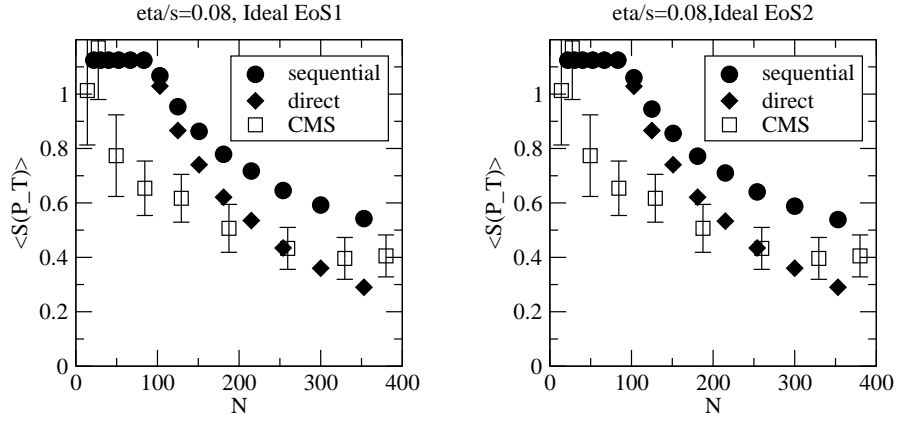 eta/s=0.08, Ideal EoS1
<S(P_T)>
1
0.8
0.6
0.4
0.2
0
sequential
direct
CMS
0 100 200 300 400
N
eta/s=0.08,Ideal EoS2
<S(P_T)>
1
0.8
0.6
0.4
0.2
0
sequential
direct
CMS
0 100 200 300 400
N